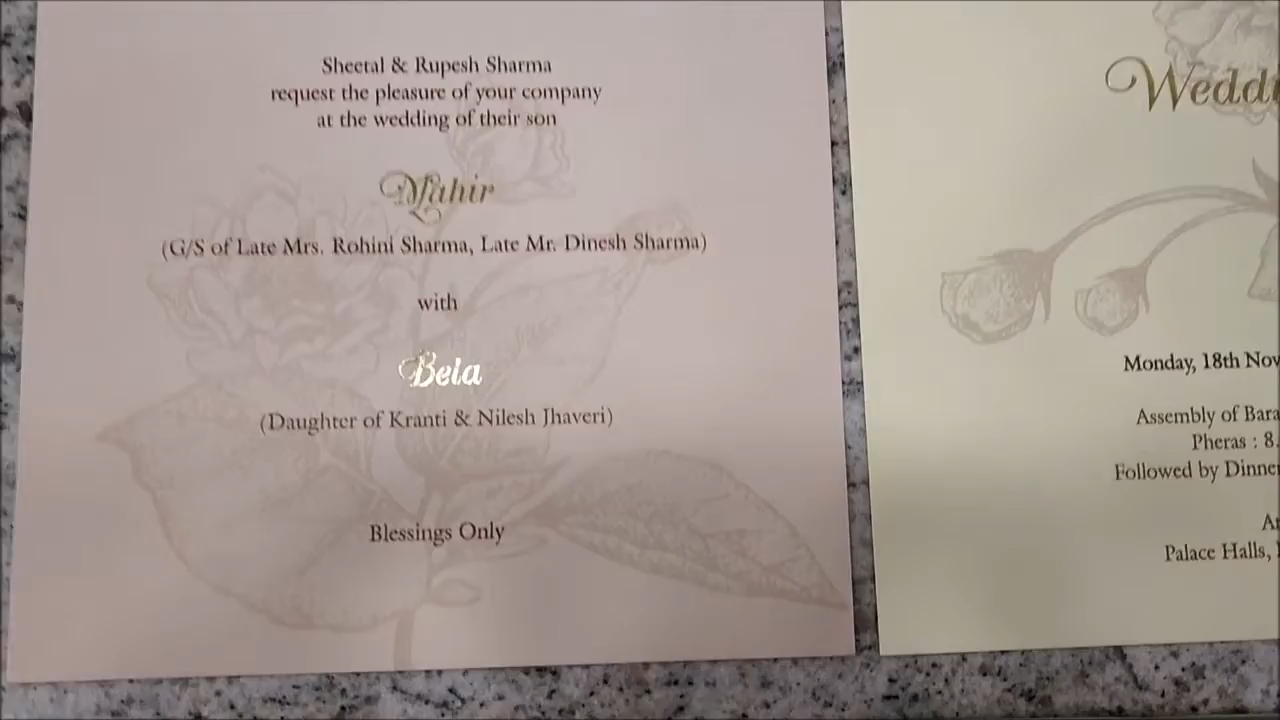 Sheetal & Rupesh Sharma
request the pleasure of your company
at the wedding of their son
Mahir
(G/S of Late Mrs. Rohini Sharma, Late Mr. Dinesh Sharma)
with
Bela
(Daughter of Kranti & Nilesh Jhaveri)
Blessings Only
Monday, 18th Nov
Assembly of
Pheras : 8.
Followed by
Palace Halls,